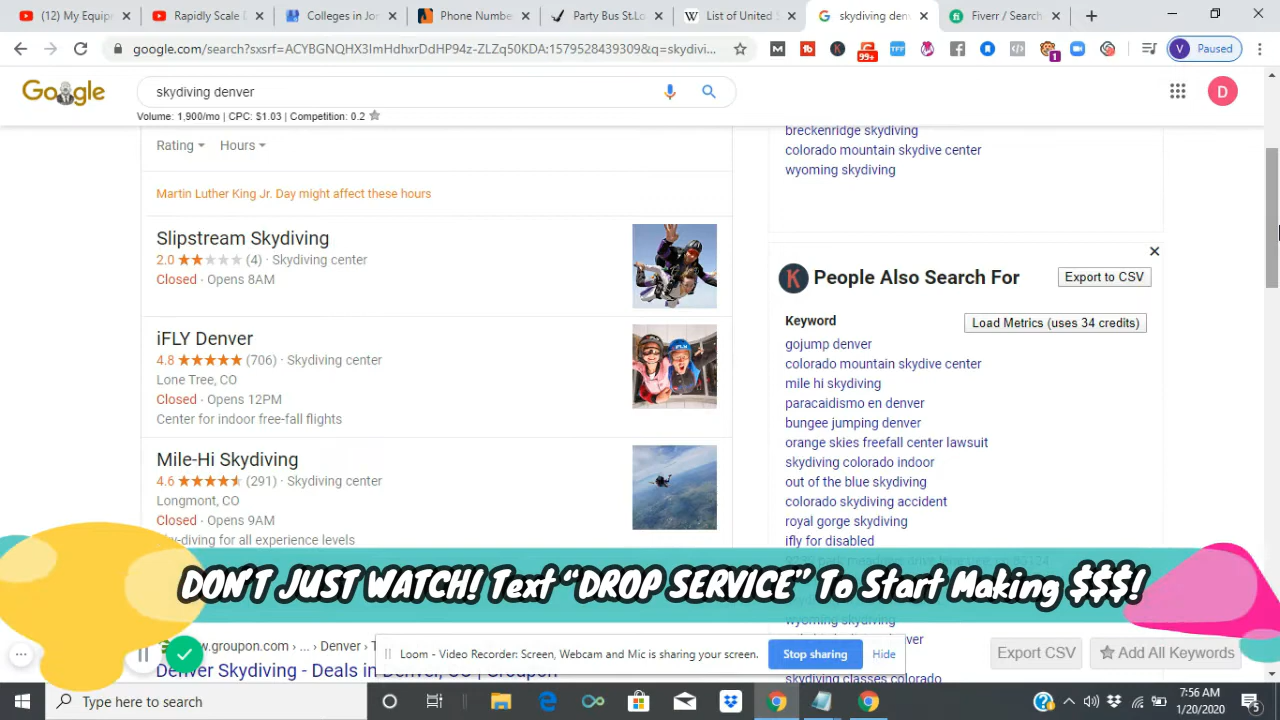 (17) My Equip
Rapidly Scale D
Colleges in Jon
Phone Number
Party Bus St.Lo
List of United S
skydiving den
Fiverr / Search
google.com/search?sxsrf=ACYBGNQHX3ImHdhxrDdHP94z-ZLZq50KDA:1579528439309&q=skydivi...
99+
TFF
1
V
Paused
Google
skydiving denver
D
Volume: 1,900/mo | CPC: $1.03 | Competition: 0.2
Rating
Hours
Martin Luther King Jr. Day might affect these hours
Slipstream Skydiving
2.0 (4) · Skydiving center
Closed · Opens 8AM
iFLY Denver
4.8 (706) · Skydiving center
Lone Tree, CO
Closed · Opens 12PM
Center for indoor free-fall flights
Mile-Hi Skydiving
4.6 (291) · Skydiving center
Longmont, CO
Closed · Opens 9AM
diving for all experience levels
breckenridge skydiving
colorado mountain skydive center
wyoming skydiving
K People Also Search For
Export to CSV
Keyword
Load Metrics (uses 34 credits)
gojump denver
colorado mountain skydive center
mile hi skydiving
paracaidismo en denver
bungee jumping denver
orange skies freefall center lawsuit
skydiving colorado indoor
out of the blue skydiving
colorado skydiving accident
royal gorge skydiving
ifly for disabled
DON'T JUST WATCH! Text “DROP SERVICE” To Start Making $$$!
wyoming skydiving
.groupon.com › ... › Denver
Denver Skydiving - Deals in Denver, CO | Groupon
Loom - Video Recorder: Screen, Webcam and Mic is sharing your screen.
Stop sharing
Hide
Export CSV
Add All Keywords
skydiving classes colorado
Type here to search
7:56 AM
1/20/2020
5